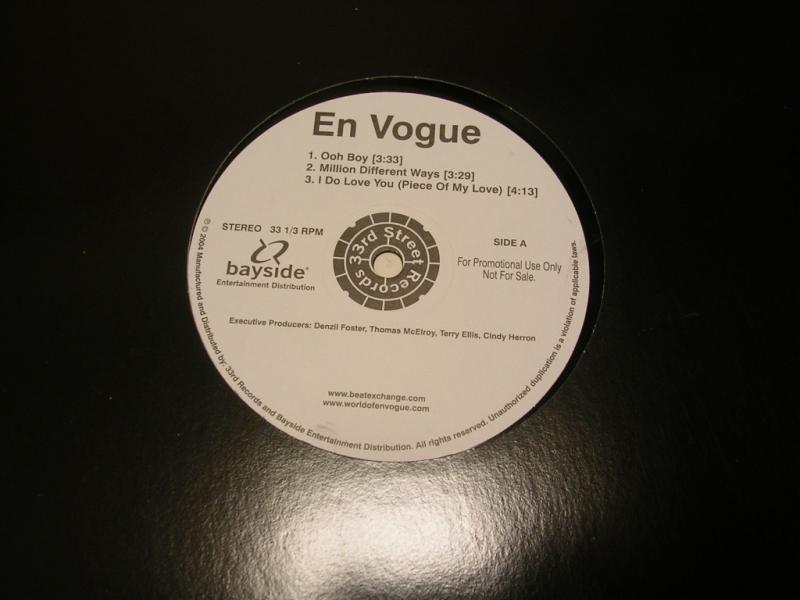 En Vogue
1. Ooh Boy [3:33]
2. Million Different Ways [3:29]
3. I Do Love You (Piece Of My Love) [4:13]
STEREO 33 1/3 RPM
bayside®
Entertainment Distribution
33rd Street Records
SIDE A
For Promotional Use Only
Not For Sale.
Executive Producers: Denzil Foster, Thomas McElroy, Terry Ellis, Cindy Herron
www.beatexchange.com
www.worldofenvogue.com
℗ © 2004 Manufactured and Distributed by: 33rd Records and Bayside Entertainment Distribution. All rights reserved. Unauthorized duplication is a violation of applicable laws.